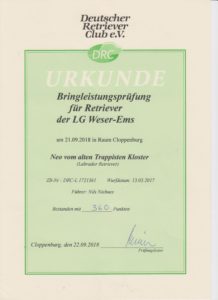 Deutscher
Retriever
Club e.V.
DRC
URKUNDE
Bringleistungsprüfung
für Retriever
der LG Weser-Ems
am 21.09.2018 in Raum Cloppenburg
Neo vom alten Trappisten Kloster
(Labrador Retriever)
ZB-Nr.: DRC-L 1721361 Wurfdatum: 13.02.2017
Führer: Nils
Bestanden mit 360 Punkten
Cloppenburg, den 22.09.2018
Prüfungsleiter